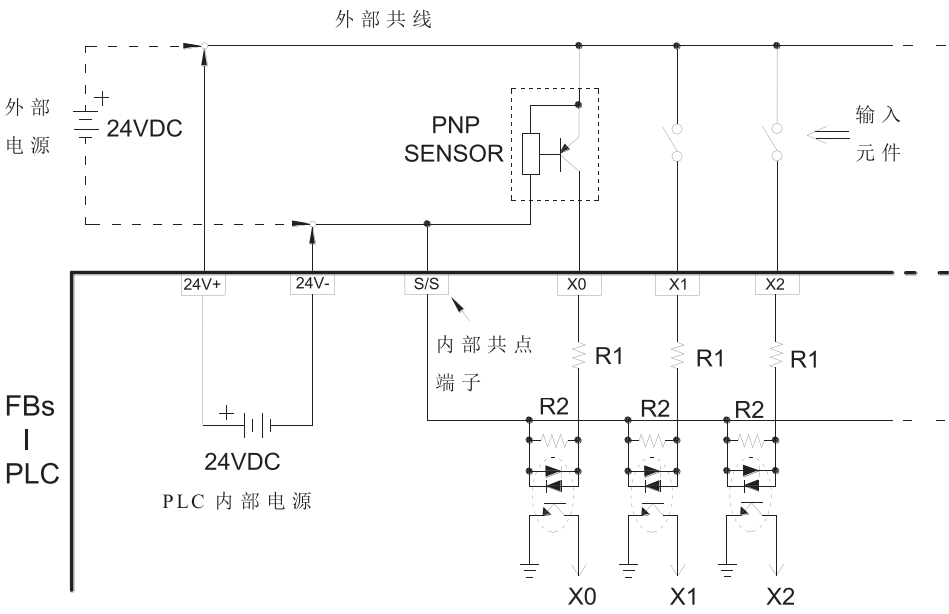 外部共线
外部
电源
+
24VDC
PNP
SENSOR
输入
元件
24V+
24V-
S/S
X0
X1
X2
内部共点
端子
R1
R1
R1
FBs
PLC
+
24VDC
PLC 内部电源
R2
R2
R2
X0
X1
X2